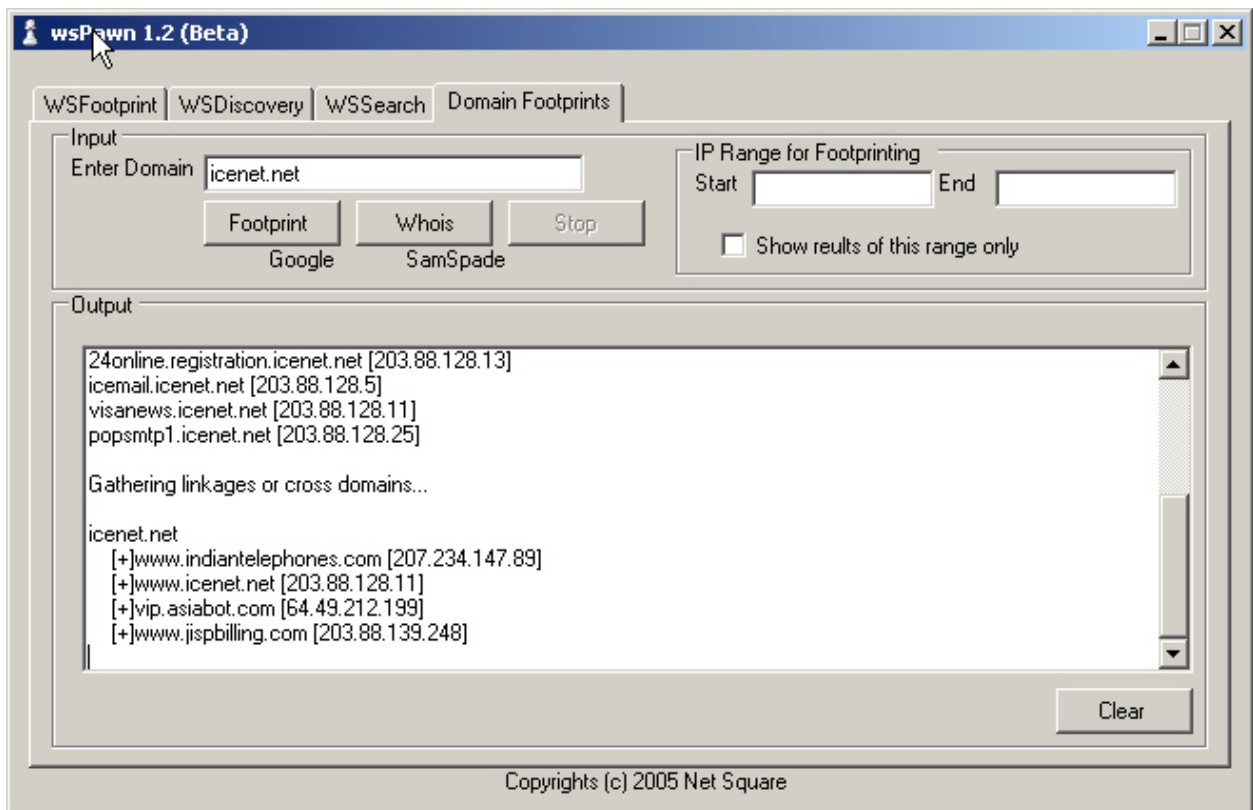 wsPawn 1.2 (Beta)
WSFootprint WSDiscovery WSSearch Domain Footprints
Input
Enter Domain icenet.net
Footprint Whois Stop
Google SamSpade
IP Range for Footprinting
Start End
Show reults of this range only
Output
24online.registration.icenet.net [203.88.128.13]
icemail.icenet.net [203.88.128.5]
visanews.icenet.net [203.88.128.11]
popsmtp1.icenet.net [203.88.128.25]
Gathering linkages or cross domains...
icenet.net
[+]www.indiantelephones.com [207.234.147.89]
[+]www.icenet.net [203.88.128.11]
[+]vip.asiabot.com [64.49.212.199]
[+]www.jispbilling.com [203.88.139.248]
Clear
Copyrights (c) 2005 Net Square